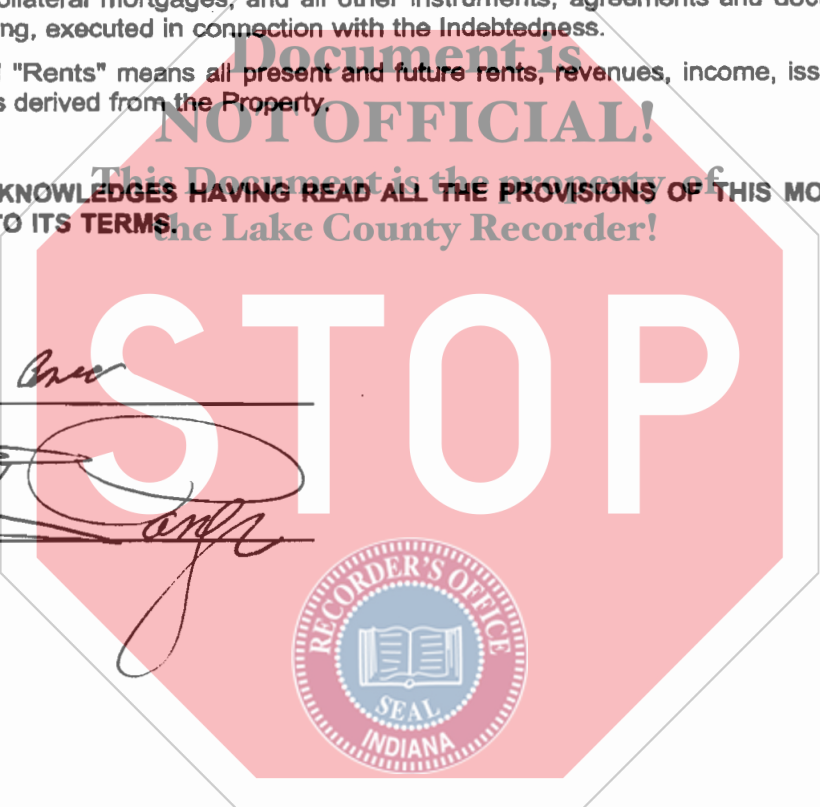 ollateral mortgages, and all other instruments, agreements and doc
ng, executed in connection with the Indebtedness.
Document is
"Rents" means all present and future rents, revenues, income, iss
s derived from the Property.
NOT OFFICIAL!
This Document is the property of
KNOWLEDGES HAVING READ ALL THE PROVISIONS OF THIS MO
TO ITS TERMS.
the Lake County Recorder!
STOP
RECORDER'S OFFICE
SEAL
INDIANA